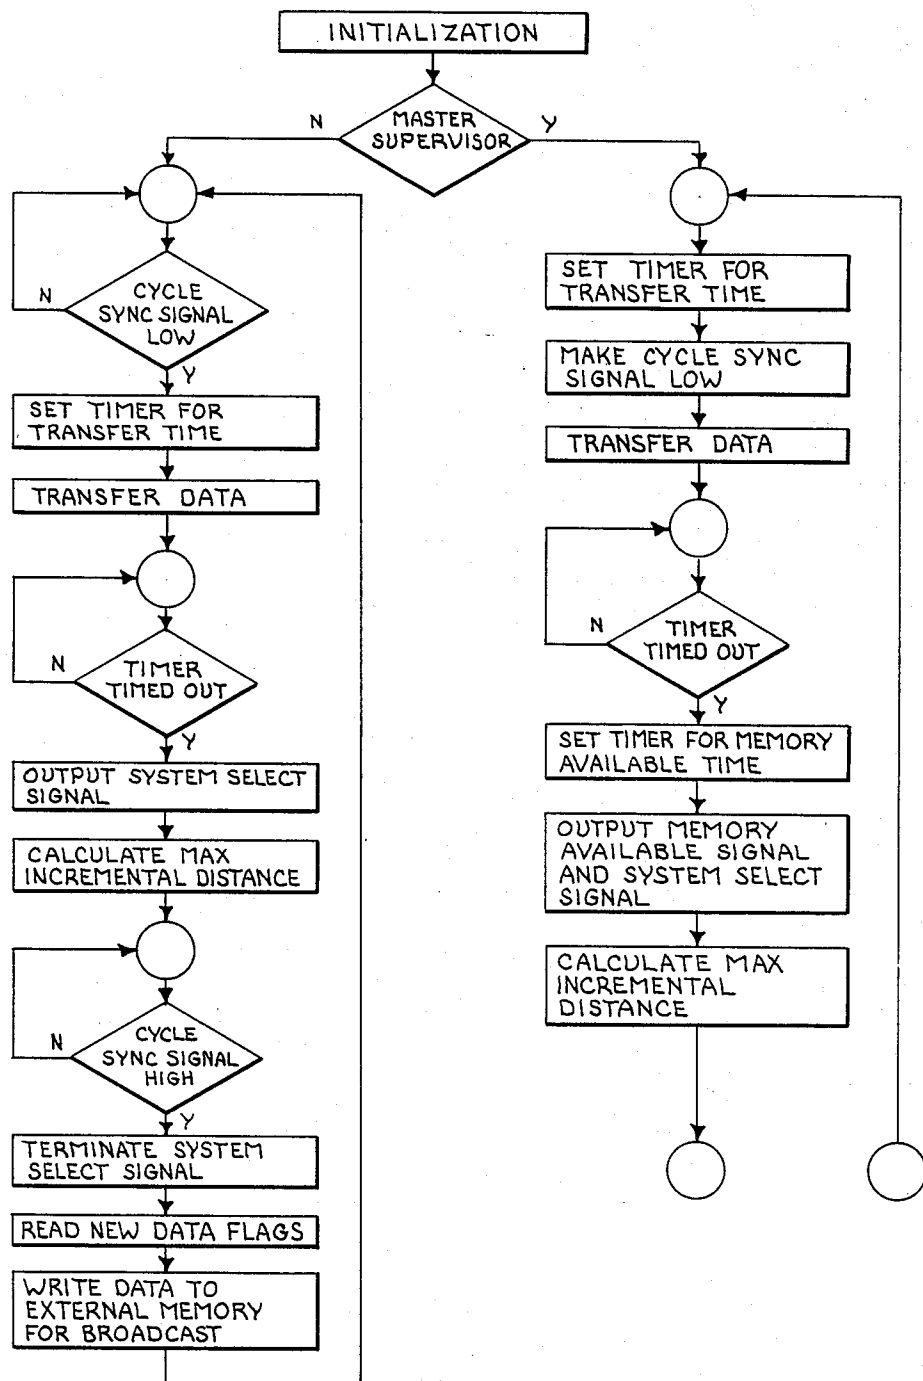 INITIALIZATION
MASTER
SUPERVISOR
N
Y
CYCLE
SYNC SIGNAL
LOW
N
Y
SET TIMER FOR
TRANSFER TIME
TRANSFER DATA
TIMER
TIMED OUT
N
Y
OUTPUT SYSTEM SELECT
SIGNAL
CALCULATE MAX
INCREMENTAL DISTANCE
CYCLE
SYNC SIGNAL
HIGH
N
Y
TERMINATE SYSTEM
SELECT SIGNAL
READ NEW DATA FLAGS
WRITE DATA TO
EXTERNAL MEMORY
FOR BROADCAST
SET TIMER FOR
TRANSFER TIME
MAKE CYCLE SYNC
SIGNAL LOW
TRANSFER DATA
TIMER
TIMED OUT
N
Y
SET TIMER FOR MEMORY
AVAILABLE TIME
OUTPUT MEMORY
AVAILABLE SIGNAL
AND SYSTEM SELECT
SIGNAL
CALCULATE MAX
INCREMENTAL
DISTANCE